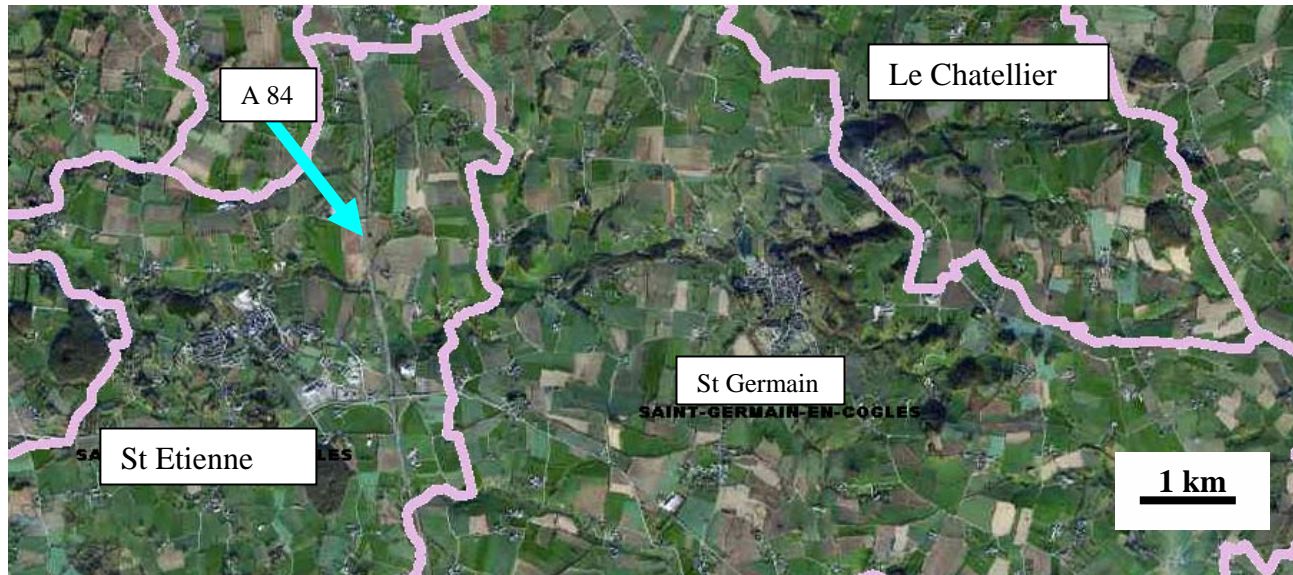 Le Chatellier
A 84
St Germain
SAINT-GERMAIN-EN-COGLES
St Etienne
1 km